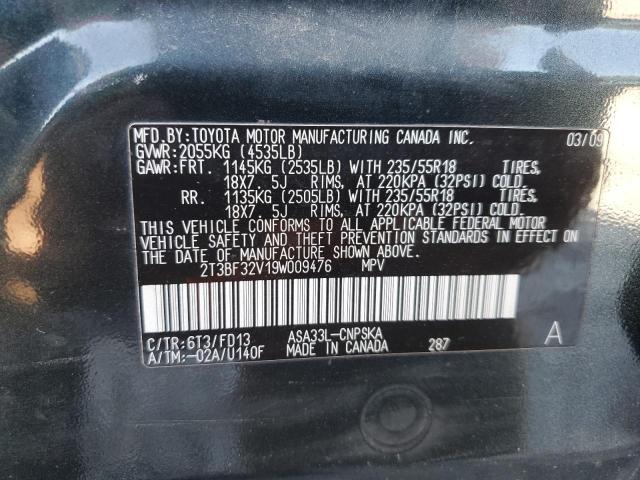 MFD.BY:TOYOTA MOTOR MANUFACTURING CANADA INC. 03/09
GVWR:2055KG (4535LB)
GAWR:FRT. 1145KG (2535LB) WITH 235/55R18 TIRES,
18X7. 5J RIMS, AT 220KPA (32PSI) COLD.
RR. 1135KG (2505LB) WITH 235/55R18 TIRES,
18X7. 5J RIMS, AT 220KPA (32PSI) COLD.
THIS VEHICLE CONFORMS TO ALL APPLICABLE FEDERAL MOTOR
VEHICLE SAFETY AND THEFT PREVENTION STANDARDS IN EFFECT ON
THE DATE OF MANUFACTURE SHOWN ABOVE.
2T3BF32V19W009476 MPV
C/TR:6T3/FD13 ASA33L-CNPSKA
A/TM:-02A/U140F MADE IN CANADA 287 A